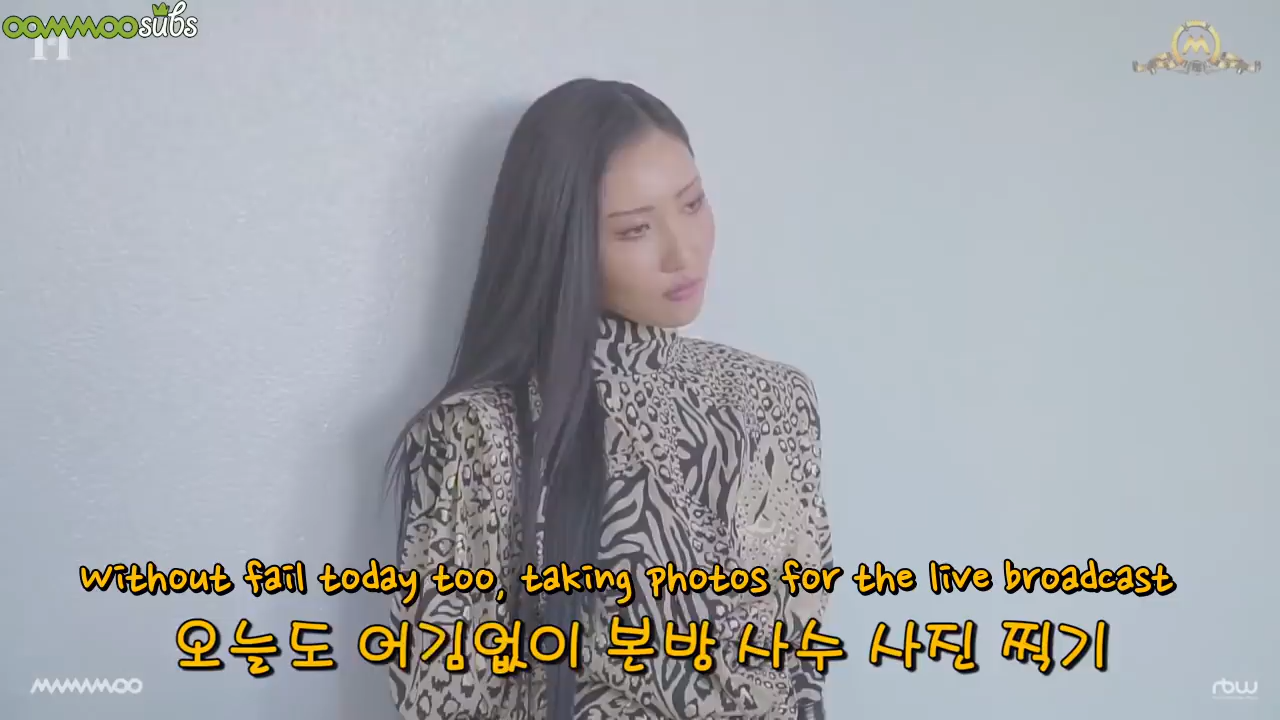 oommoosubs
M
M
Without fail today too, taking photos for the live broadcast
오늘도 어김없이 본방 사수 사진 찍기
MAMAMOO
rbw